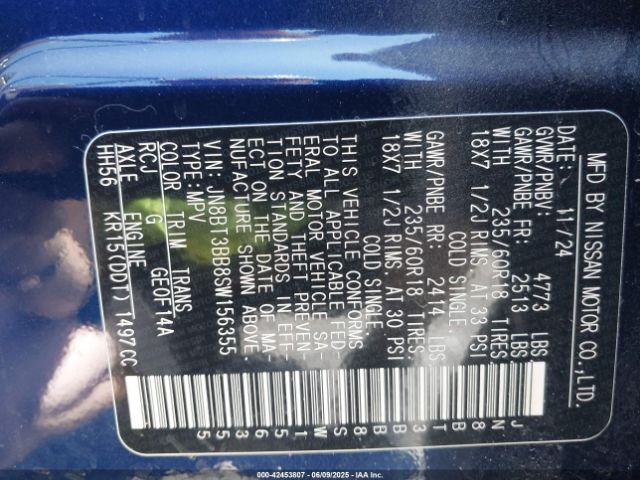 MFD BY NISSAN MOTOR CO.,LTD.
DATE: 11/24
GVWR/PNBV: 4773 LBS
GAWR/PNBE FR: 2513 LBS
WITH 235/60R18 TIRES,
18X7 1/2J RIMS, AT 33 PSI
COLD SINGLE.
GAWR/PNBE RR: 2414 LBS
WITH 235/60R18 TIRES,
18X7 1/2J RIMS, AT 30 PSI
COLD SINGLE.
THIS VEHICLE CONFORMS
TO ALL APPLICABLE FED
ERAL MOTOR VEHICLE SA-
FETY AND THEFT PREVEN-
TION STANDARDS IN EFF-
ECT ON THE DATE OF MA-
NUFACTURE SHOWN ABOVE.
VIN: JN8BT3BB8SW156355
TYPE: MPV
COLOR TRIM TRANS
RCJ G GEOF14A
AXLE ENGINE
HH56 KR15(DDT) 1497CC
JN8BT3BB8SW156355
000-42453807 - 06/09/2025 - IAAI.COM